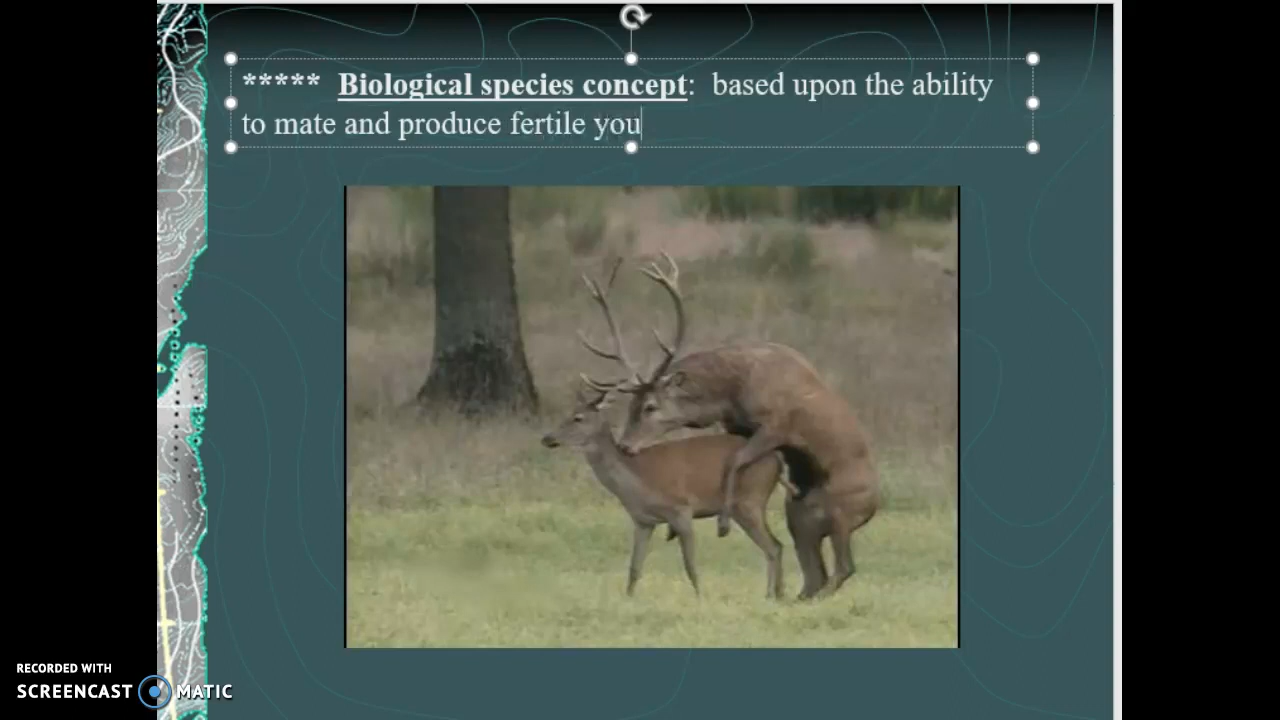 ***** Biological species concept: based upon the ability
to mate and produce fertile you
RECORDED WITH
SCREENCAST MATIC